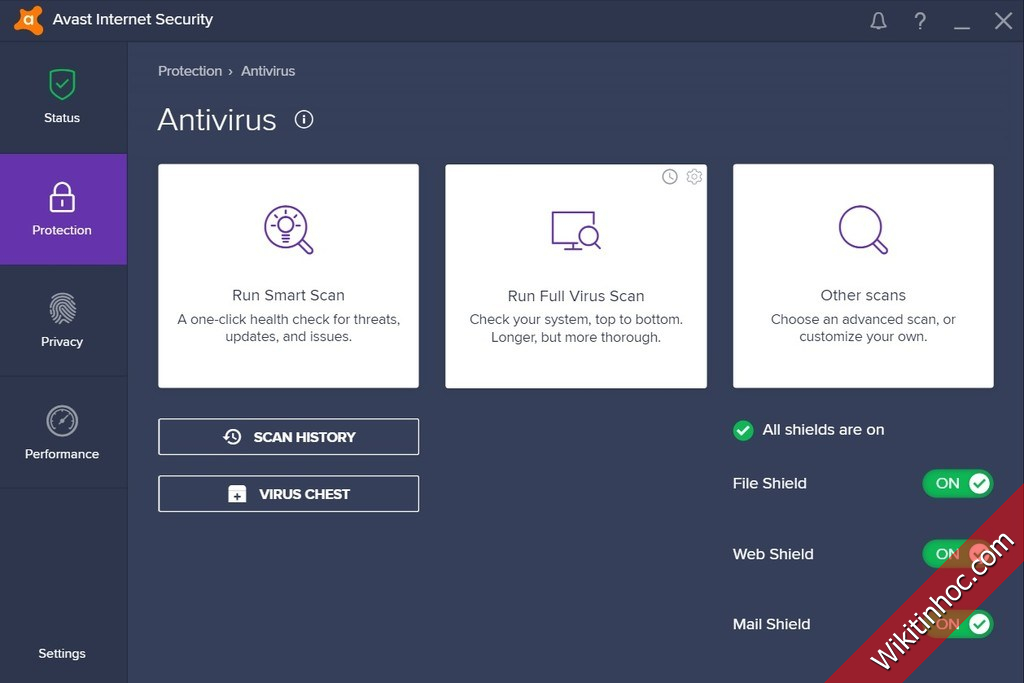 Avast Internet Security
Status
Protection
Privacy
Performance
Settings
Protection › Antivirus
Antivirus
Run Smart Scan
A one-click health check for threats,
updates, and issues.
Run Full Virus Scan
Check your system, top to bottom.
Longer, but more thorough.
Other scans
Choose an advanced scan, or
customize your own.
SCAN HISTORY
VIRUS CHEST
All shields are on
File Shield ON
Web Shield ON
Mail Shield ON
Wikitinhoc.com